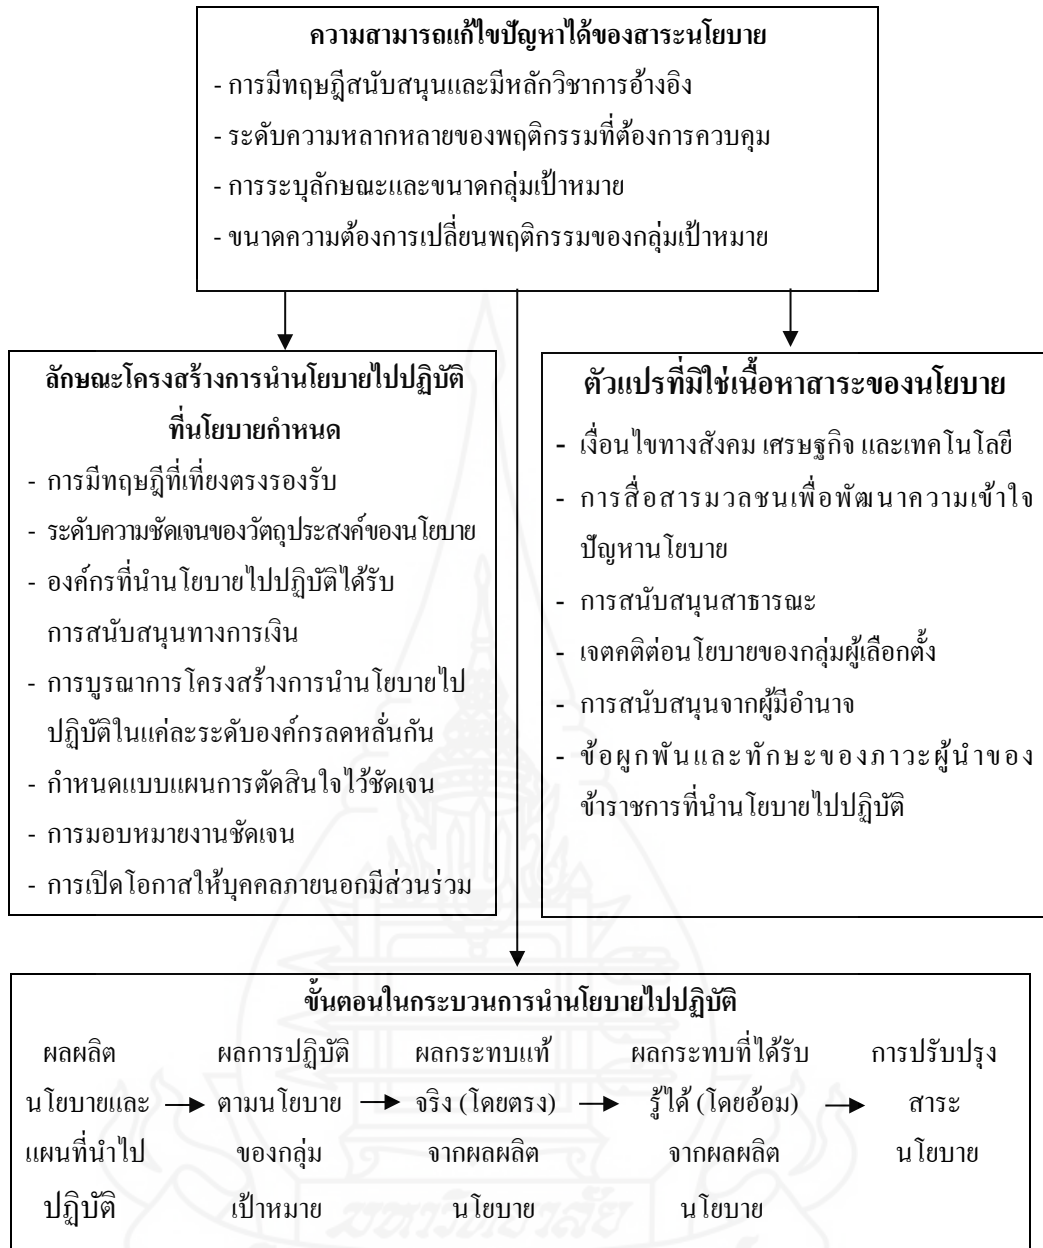 ความสามารถแก้ไขปัญหาได้ของสาระนโยบาย
- การมีทฤษฎีสนับสนุนและมีหลักวิชาการอ้างอิง
- ระดับความหลากหลายของพฤติกรรมที่ต้องการควบคุม
- การระบุลักษณะและขนาดกลุ่มเป้าหมาย
- ขนาดความต้องการเปลี่ยนพฤติกรรมของกลุ่มเป้าหมาย
ลักษณะโครงสร้างการนำนโยบายไปปฏิบัติ
ที่นโยบายกำหนด
- การมีทฤษฎีที่เที่ยงตรงรองรับ
- ระดับความชัดเจนของวัตถุประสงค์ของนโยบาย
- องค์กรที่นำนโยบายไปปฏิบัติได้รับ
การสนับสนุนทางการเงิน
- การบูรณาการโครงสร้างการนำนโยบายไป
ปฏิบัติในแค่ละระดับองค์กรลดหลั่นกัน
- กำหนดแบบแผนการตัดสินใจไว้ชัดเจน
- การมอบหมายงานชัดเจน
- การเปิดโอกาสให้บุคคลภายนอกมีส่วนร่วม
ตัวแปรที่มิใช่เนื้อหาสาระของนโยบาย
- เงื่อนไขทางสังคม เศรษฐกิจ และเทคโนโลยี
- การสื่อสารมวลชนเพื่อพัฒนาความเข้าใจ
ปัญหานโยบาย
- การสนับสนุนสาธารณะ
- เจตคติต่อนโยบายของกลุ่มผู้เลือกตั้ง
- การสนับสนุนจากผู้มีอำนาจ
- ข้อผูกพันและทักษะของภาวะผู้นำของ
ข้าราชการที่นำนโยบายไปปฏิบัติ
ขั้นตอนในกระบวนการนำนโยบายไปปฏิบัติ
ผลผลิต
นโยบายและ
แผนที่นำไป
ปฏิบัติ
ผลการปฏิบัติ
ตามนโยบาย
ของกลุ่ม
เป้าหมาย
ผลกระทบแท้
จริง (โดยตรง)
จากผลผลิต
นโยบาย
ผลกระทบที่ได้รับ
รู้ได้ (โดยอ้อม)
จากผลผลิต
นโยบาย
การปรับปรุง
สาระ
นโยบาย
มหาวิทยาลัย